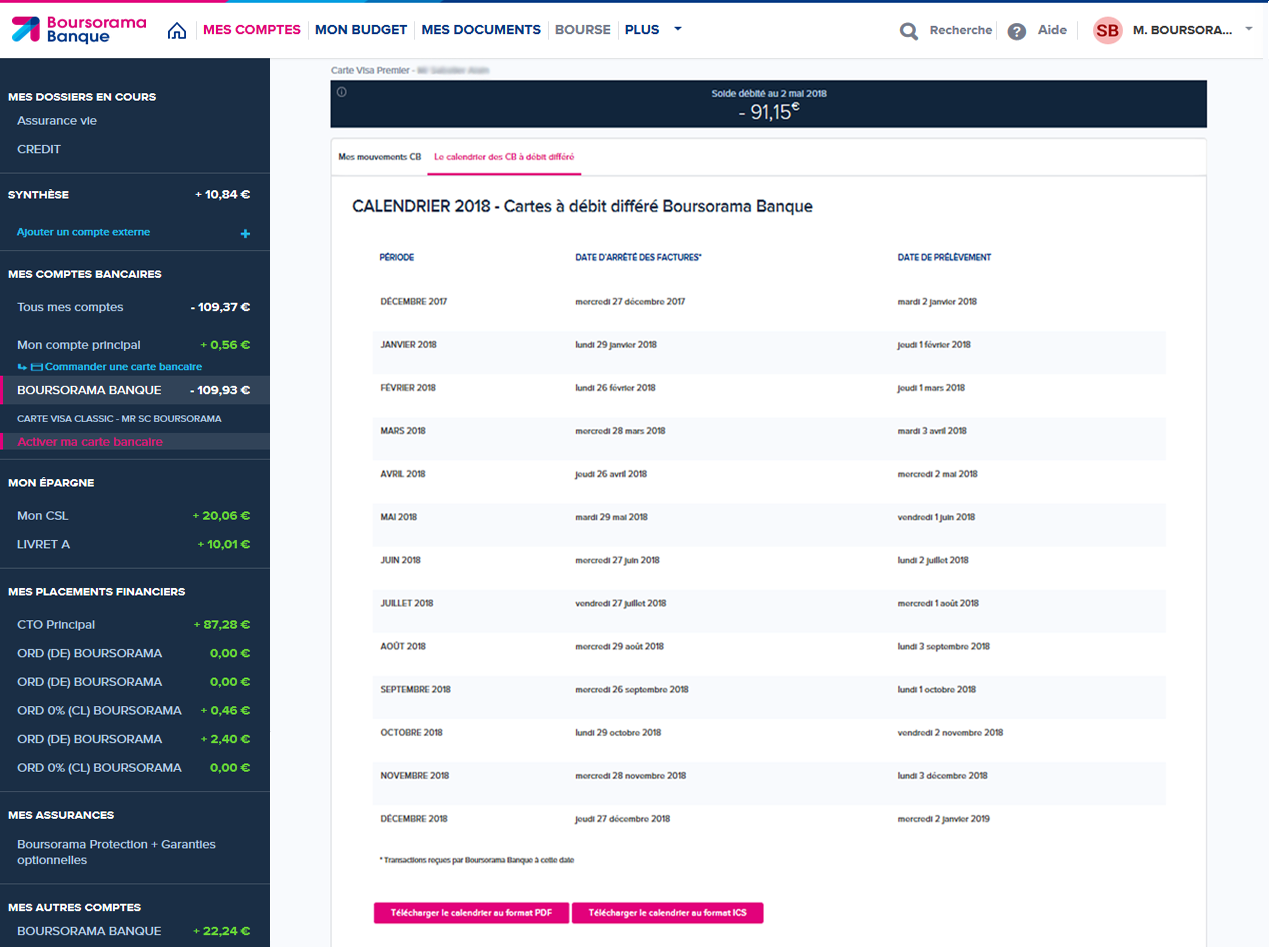 Boursorama
Banque
MES COMPTES
MON BUDGET
MES DOCUMENTS
BOURSE
PLUS
Recherche
Aide
SB
M. BOURSORA...
MES DOSSIERS EN COURS
Assurance vie
CREDIT
SYNTHÈSE + 10,84 €
Ajouter un compte externe +
MES COMPTES BANCAIRES
Tous mes comptes - 109,37 €
Mon compte principal + 0,56 €
Commander une carte bancaire
BOURSORAMA BANQUE - 109,93 €
CARTE VISA CLASSIC - MR SC BOURSORAMA
Activer ma carte bancaire
MON ÉPARGNE
Mon CSL + 20,06 €
LIVRET A + 10,01 €
MES PLACEMENTS FINANCIERS
CTO Principal + 87,28 €
ORD (DE) BOURSORAMA 0,00 €
ORD (DE) BOURSORAMA 0,00 €
ORD 0% (CL) BOURSORAMA + 0,46 €
ORD (DE) BOURSORAMA + 2,40 €
ORD 0% (CL) BOURSORAMA 0,00 €
MES ASSURANCES
Boursorama Protection + Garanties
optionnelles
MES AUTRES COMPTES
BOURSORAMA BANQUE + 22,24 €
Carte Visa Premier -
Solde débité au 2 mai 2018
- 91,15€
Mes mouvements CB
Le calendrier des CB à débit différé
CALENDRIER 2018 - Cartes à débit différé Boursorama Banque
PÉRIODE DATE D'ARRÊTÉ DES FACTURES* DATE DE PRÉLÈVEMENT
DÉCEMBRE 2017 mercredi 27 décembre 2017 mardi 2 janvier 2018
JANVIER 2018 lundi 29 janvier 2018 jeudi 1 février 2018
FÉVRIER 2018 lundi 26 février 2018 jeudi 1 mars 2018
MARS 2018 mercredi 28 mars 2018 mardi 3 avril 2018
AVRIL 2018 jeudi 26 avril 2018 mercredi 2 mai 2018
MAI 2018 mardi 29 mai 2018 vendredi 1 juin 2018
JUIN 2018 mercredi 27 juin 2018 lundi 2 juillet 2018
JUILLET 2018 vendredi 27 juillet 2018 mercredi 1 août 2018
AOÛT 2018 mercredi 29 août 2018 lundi 3 septembre 2018
SEPTEMBRE 2018 mercredi 26 septembre 2018 lundi 1 octobre 2018
OCTOBRE 2018 lundi 29 octobre 2018 vendredi 2 novembre 2018
NOVEMBRE 2018 mercredi 28 novembre 2018 lundi 3 décembre 2018
DÉCEMBRE 2018 jeudi 27 décembre 2018 mercredi 2 janvier 2019
* Transactions reçues par Boursorama Banque à cette date
Télécharger le calendrier au format PDF
Télécharger le calendrier au format ICS